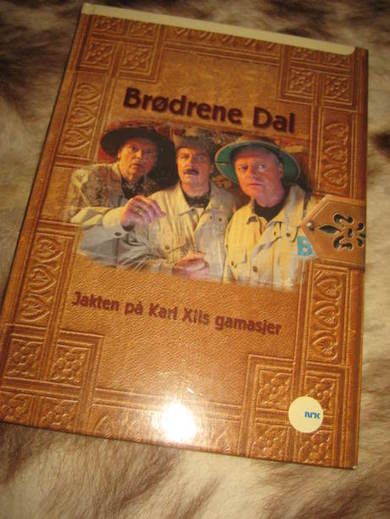 Brødrene Dal
B
Jakten på Karl XIIs gamasjer
NRK